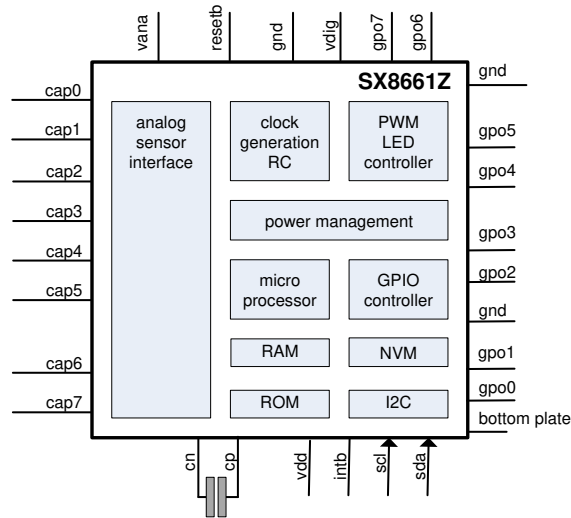 vana
resetb
gnd
vdig
gpo7
gpo6
SX8661Z
gnd
cap0
cap1
cap2
cap3
cap4
cap5
cap6
cap7
analog
sensor
interface
clock
generation
RC
PWM
LED
controller
power management
micro
processor
GPIO
controller
RAM
NVM
ROM
I2C
gpo5
gpo4
gpo3
gpo2
gnd
gpo1
gpo0
bottom plate
cn
cp
vdd
intb
scl
sda